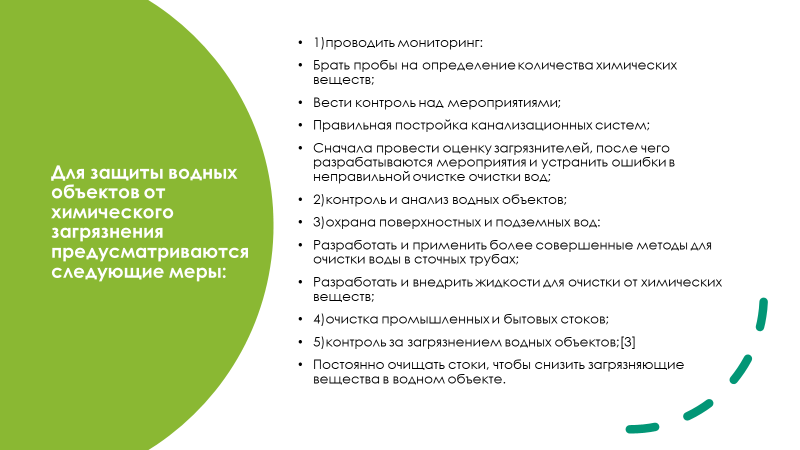 Для защиты водных
объектов от
химического
загрязнения
предусматриваются
следующие меры:
• 1)проводить мониторинг:
• Брать пробы на определение количества химических
веществ;
• Вести контроль над мероприятиями;
• Правильная постройка канализационных систем;
• Сначала провести оценку загрязнителей, после чего
разрабатываются мероприятия и устранить ошибки в
неправильной очистке очистки вод;
• 2)контроль и анализ водных объектов;
• 3)охрана поверхностных и подземных вод:
• Разработать и применить более совершенные методы для
очистки воды в сточных трубах;
• Разработать и внедрить жидкости для очистки от химических
веществ;
• 4)очистка промышленных и бытовых стоков;
• 5)контроль за загрязнением водных объектов;[3]
• Постоянно очищать стоки, чтобы снизить загрязняющие
вещества в водном объекте.